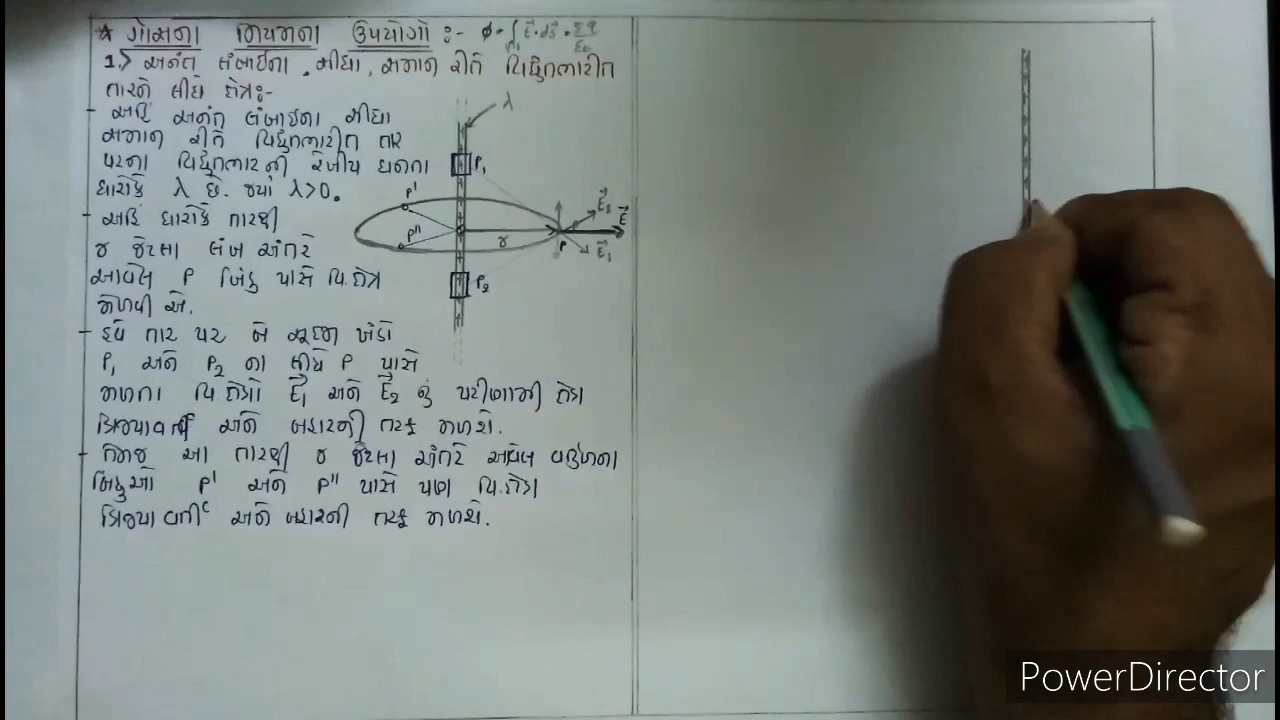 * ગોસના નિયમના ઉપયોગો :- ϕ = ∫ E⃗·dS⃗ = Σq/ε₀
1.> અનંત લંબાઈના, સીધા, સમાન રીતે વિદ્યુતભારીત
તારને લીધે ક્ષેત્ર:-
- અહિં અનંત લંબાઈના સીધા
સમાન રીતે વિદ્યુતભારીત તાર
પરના વિદ્યુતભારની રેખીય ઘનતા
ધારોકે λ છે. જ્યાં λ>0.
- અહિં ધારોકે તારથી
r જેટલા લંબ અંતરે
આવેલ P બિંદુ પાસે વિ.ક્ષેત્ર
મેળવી એ.
- હવે તાર પર બે સૂક્ષ્મ ખંડો
P₁ અને P₂ ના લીધે P પાસે
મળતા વિ.ક્ષેત્રો E⃗₁ અને E⃗₂ નું પરીણામી ક્ષેત્ર
ત્રિજ્યાવર્તી અને બહારની તરફ મળશે.
- તેમજ આ તારથી r જેટલા અંતરે આવેલ વર્તુળના
બિંદુઓ P' અને P'' પાસે પણ વિ.ક્ષેત્ર
ત્રિજ્યાવર્તી અને બહારની તરફ મળશે.
λ
P₁
P'
P''
r
P
E⃗₂
E⃗
E⃗₁
P₂
PowerDirector